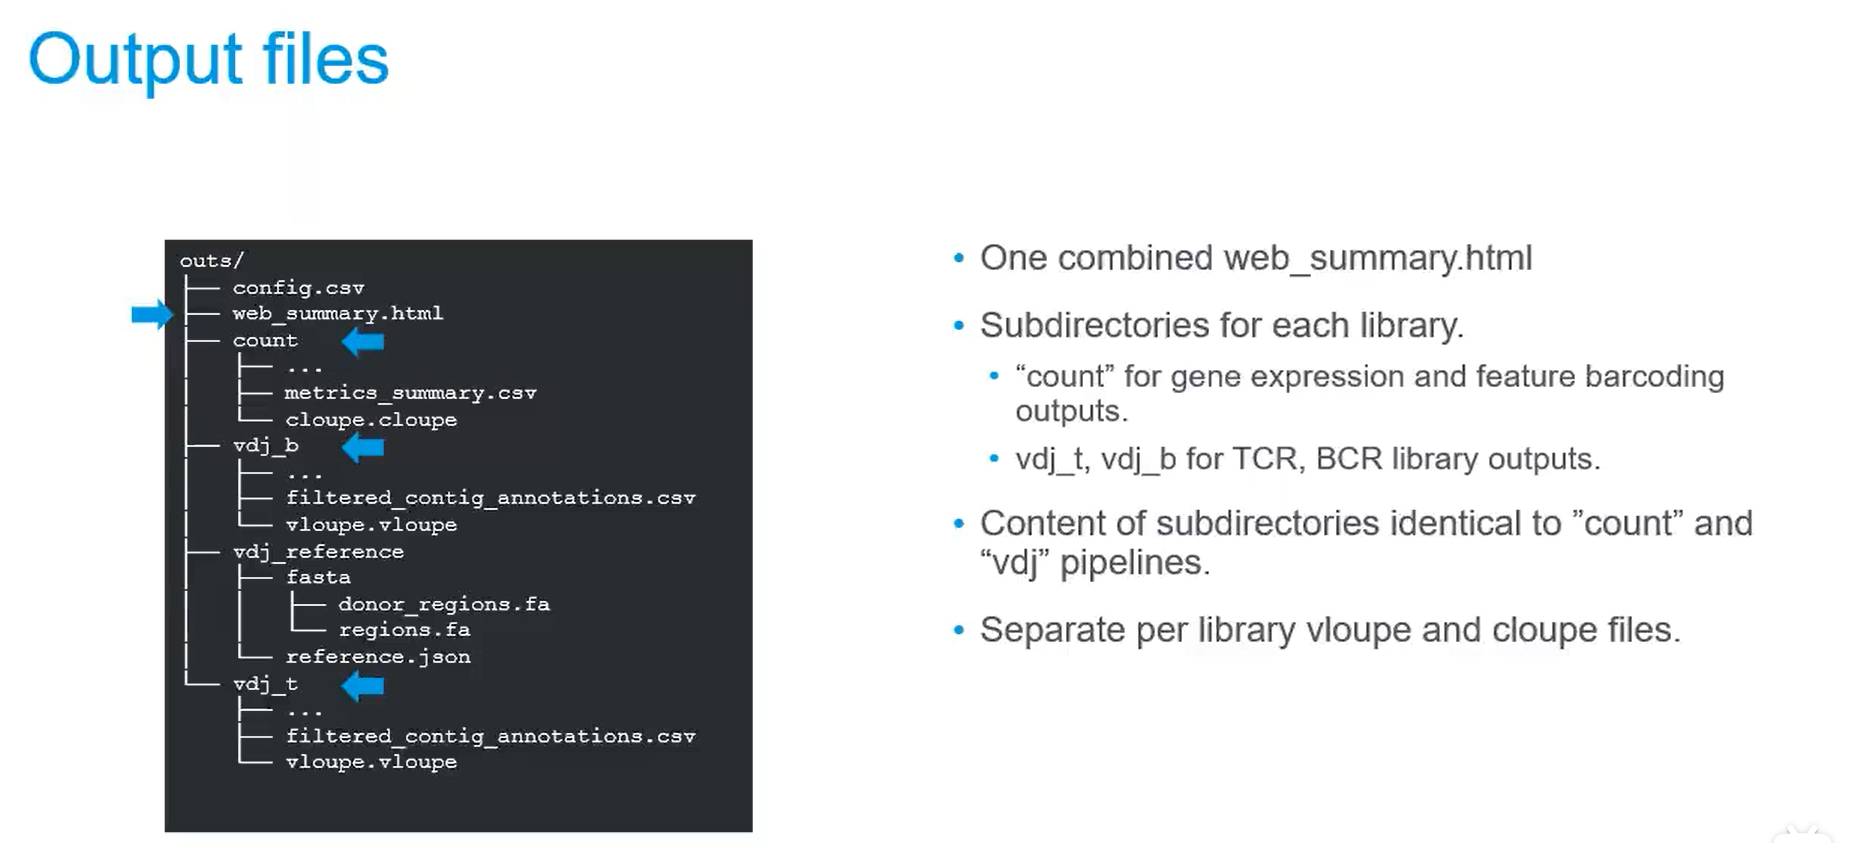 Output files
outs/
├── config.csv
├── web_summary.html
├── count
│   ├── ...
│   ├── metrics_summary.csv
│   └── cloupe.cloupe
├── vdj_b
│   ├── ...
│   ├── filtered_contig_annotations.csv
│   └── vloupe.vloupe
├── vdj_reference
│   ├── fasta
│   │   ├── donor_regions.fa
│   │   └── regions.fa
│   └── reference.json
└── vdj_t
    ├── ...
    ├── filtered_contig_annotations.csv
    └── vloupe.vloupe
• One combined web_summary.html
• Subdirectories for each library.
• “count” for gene expression and feature barcoding
outputs.
• vdj_t, vdj_b for TCR, BCR library outputs.
• Content of subdirectories identical to ”count” and
“vdj” pipelines.
• Separate per library vloupe and cloupe files.